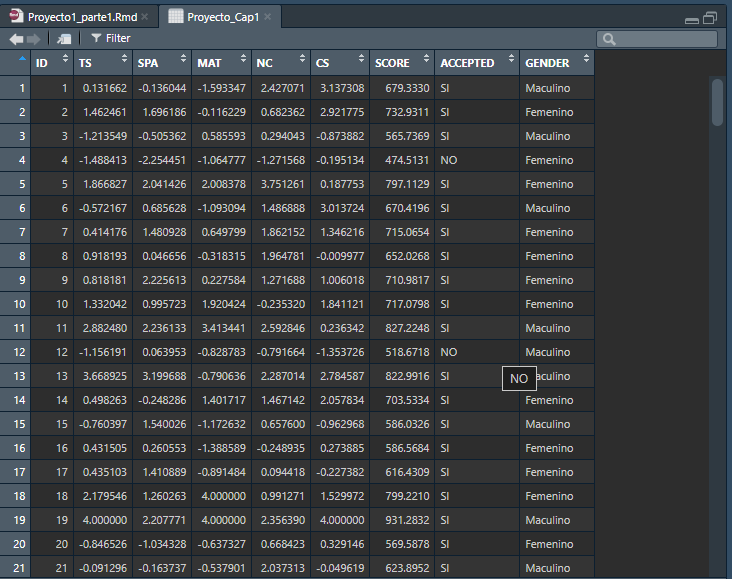 Proyecto1_parte1.Rmd × Proyecto_Cap1 ×
Filter
ID TS SPA MAT NC CS SCORE ACCEPTED GENDER
1 1 0.131662 -0.136044 -1.593347 2.427071 3.137308 679.3330 SI Maculino
2 2 1.462461 1.696186 -0.116229 0.682362 2.921775 732.9311 SI Femenino
3 3 -1.213549 -0.505362 0.585593 0.294043 -0.873882 565.7369 SI Maculino
4 4 -1.488413 -2.254451 -1.064777 -1.271568 -0.195134 474.5131 NO Femenino
5 5 1.866827 2.041426 2.008378 3.751261 0.187753 797.1129 SI Femenino
6 6 -0.572167 0.685628 -1.093094 1.486888 3.013724 670.4196 SI Maculino
7 7 0.414176 1.480928 0.649799 1.862152 1.346216 715.0654 SI Femenino
8 8 0.918193 0.046656 -0.318315 1.964781 -0.009977 652.0268 SI Femenino
9 9 0.818181 2.225613 0.227584 1.271688 1.006018 710.9817 SI Femenino
10 10 1.332042 0.995723 1.920424 -0.235320 1.841121 717.0798 SI Femenino
11 11 2.882480 2.236133 3.413441 2.592846 0.236342 827.2248 SI Maculino
12 12 -1.156191 0.063953 -0.828783 -0.791664 -1.353726 518.6718 NO Maculino
13 13 3.668925 3.199688 -0.790636 2.287014 2.784587 822.9916 SI NO aculino
14 14 0.498263 -0.248286 1.401717 1.467142 2.057834 703.5334 SI Femenino
15 15 -0.760397 1.540026 -1.172632 0.657600 -0.962968 586.0326 SI Maculino
16 16 0.431505 0.260553 -1.388589 -0.248935 0.273885 586.5684 SI Femenino
17 17 0.435103 1.410889 -0.891484 0.094418 -0.227382 616.4309 SI Femenino
18 18 2.179546 1.260263 4.000000 0.991271 1.529972 799.2210 SI Femenino
19 19 4.000000 2.207771 4.000000 2.356390 4.000000 931.2832 SI Maculino
20 20 -0.846526 -1.034328 -0.637327 0.668423 0.329146 569.5878 SI Femenino
21 21 -0.091296 -0.163737 -0.537901 2.037313 -0.049619 623.8952 SI Maculino